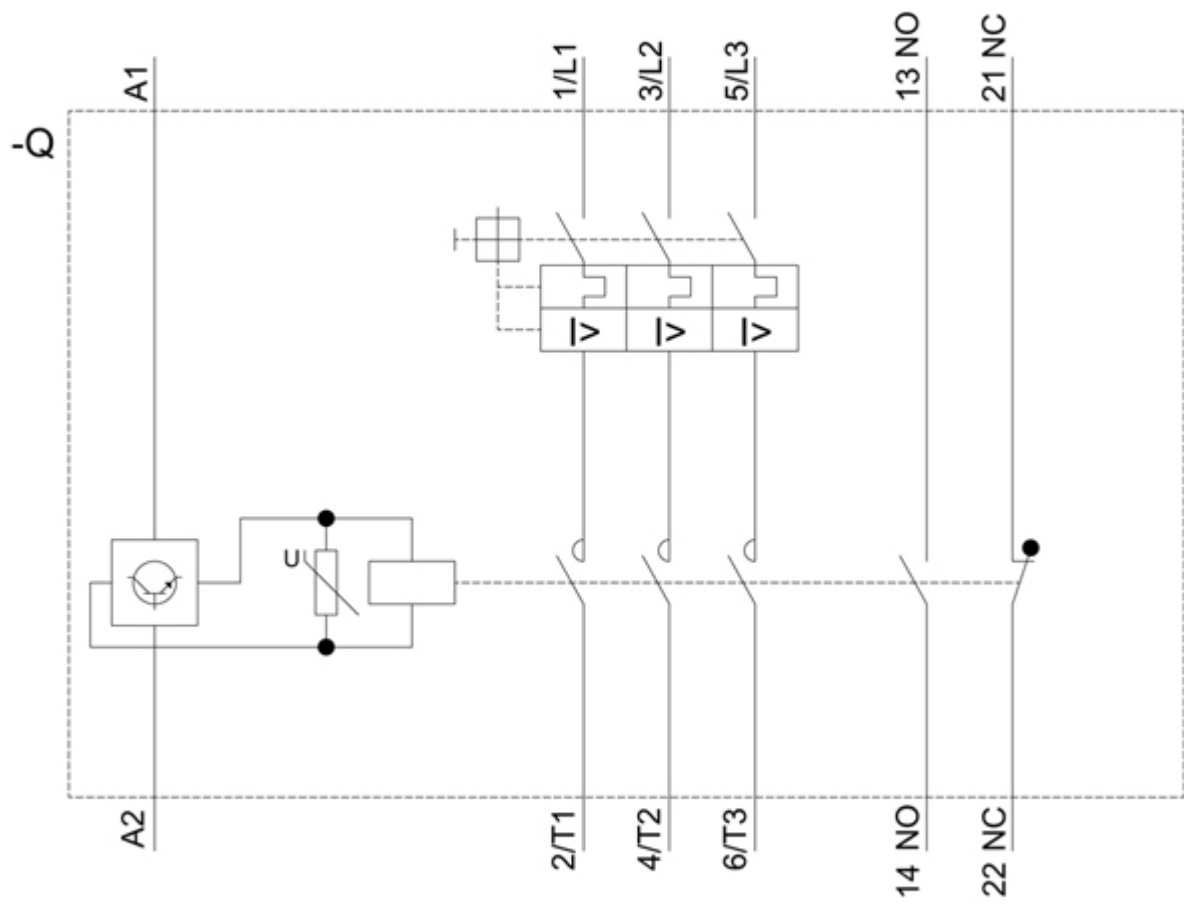 A1
1/L1
3/L2
5/L3
13 NO
21 NC
-Q
I>
I>
I>
U
A2
2/T1
4/T2
6/T3
14 NO
22 NC